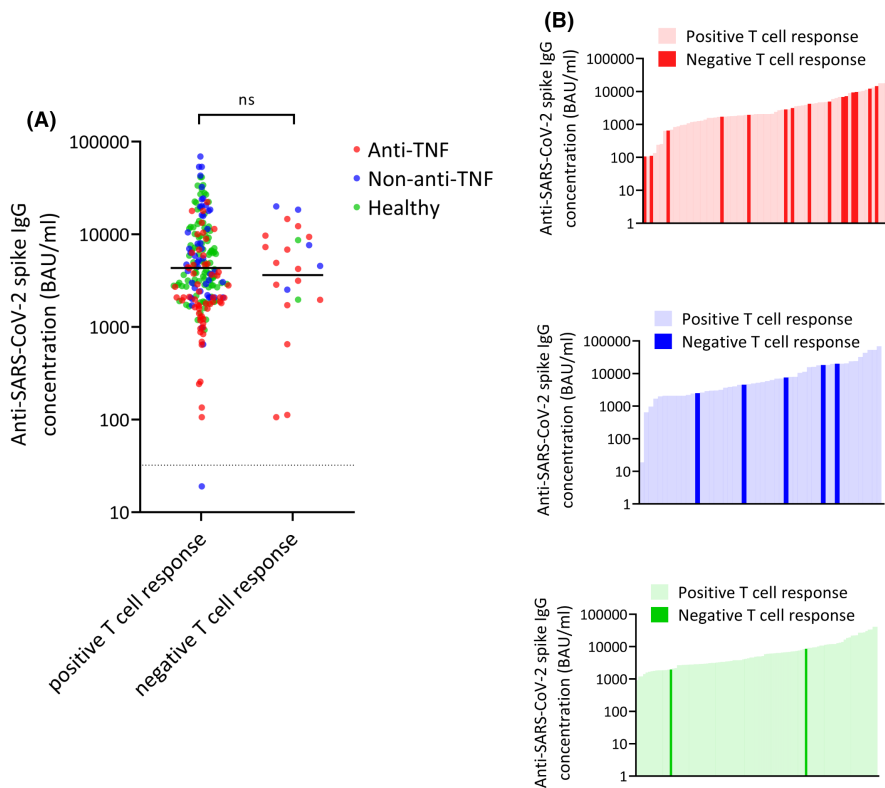 (A)
ns
Anti-SARS-CoV-2 spike IgG
concentration (BAU/ml)
100000
10000
1000
100
10
Anti-TNF
Non-anti-TNF
Healthy
positive T cell response
negative T cell response
(B)
Positive T cell response
Negative T cell response
Anti-SARS-CoV-2 spike IgG
concentration (BAU/ml)
100000
10000
1000
100
10
1
Positive T cell response
Negative T cell response
Anti-SARS-CoV-2 spike IgG
concentration (BAU/ml)
100000
10000
1000
100
10
1
Positive T cell response
Negative T cell response
Anti-SARS-CoV-2 spike IgG
concentration (BAU/ml)
100000
10000
1000
100
10
1